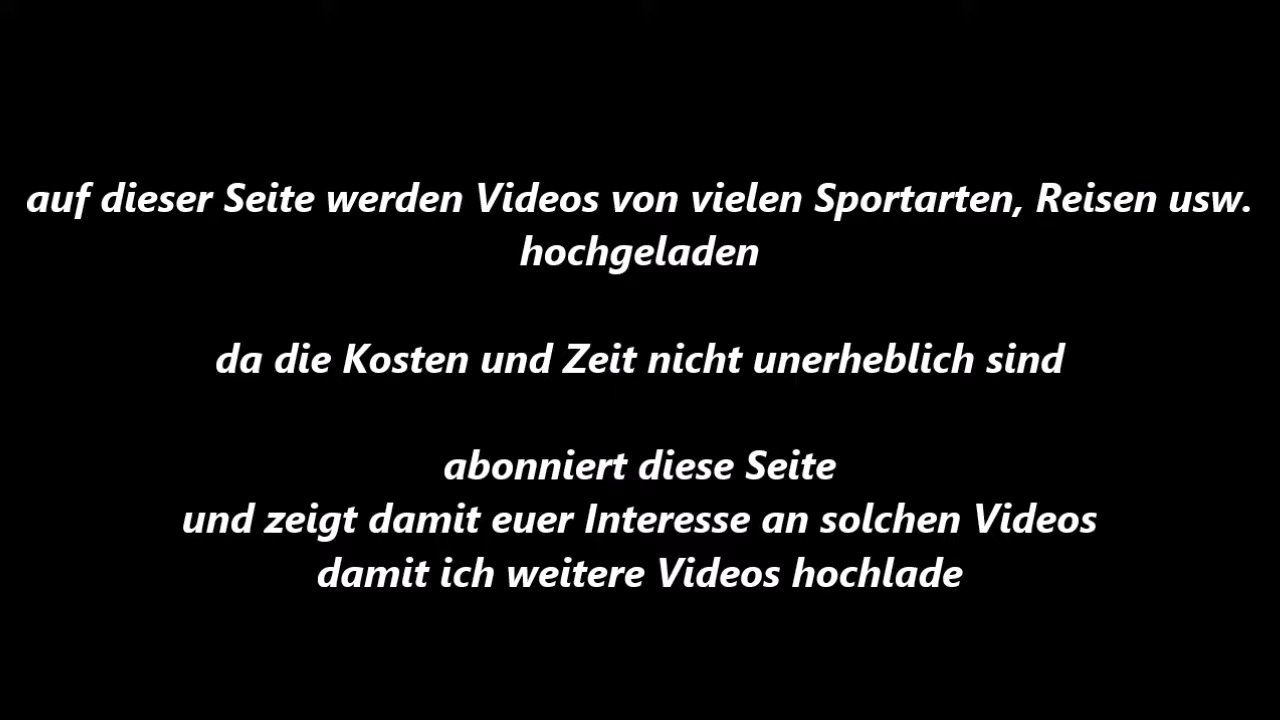 auf dieser Seite werden Videos von vielen Sportarten, Reisen usw.
hochgeladen
da die Kosten und Zeit nicht unerheblich sind
abonniert diese Seite
und zeigt damit euer Interesse an solchen Videos
damit ich weitere Videos hochlade